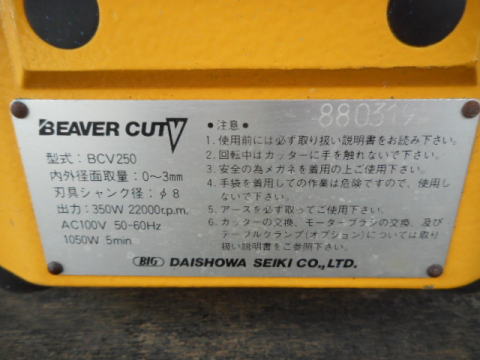 BEAVER CUT V
型式：BCV250
内外径面取量：0〜3mm
刃具シャンク径：φ8
出力：350W 22000r.p.m.
AC100V 50-60Hz
1050W 5min
●注意●
1. 使用前には必ず取り扱い説明書をお読み下さい。
2. 回転中はカッターに手を触れないで下さい。
3. 安全の為メガネを着用の上ご使用下さい。
4. 手袋を着用しての作業は危険ですので、使用し
ないで下さい。
5. アースを必ず取ってご使用下さい。
6. カッターの交換、モーターブラシの交換、及び
テーブルクランプ(オプション)については取り
扱い説明書をご参照下さい。
BIG DAISHOWA SEIKI CO.,LTD.